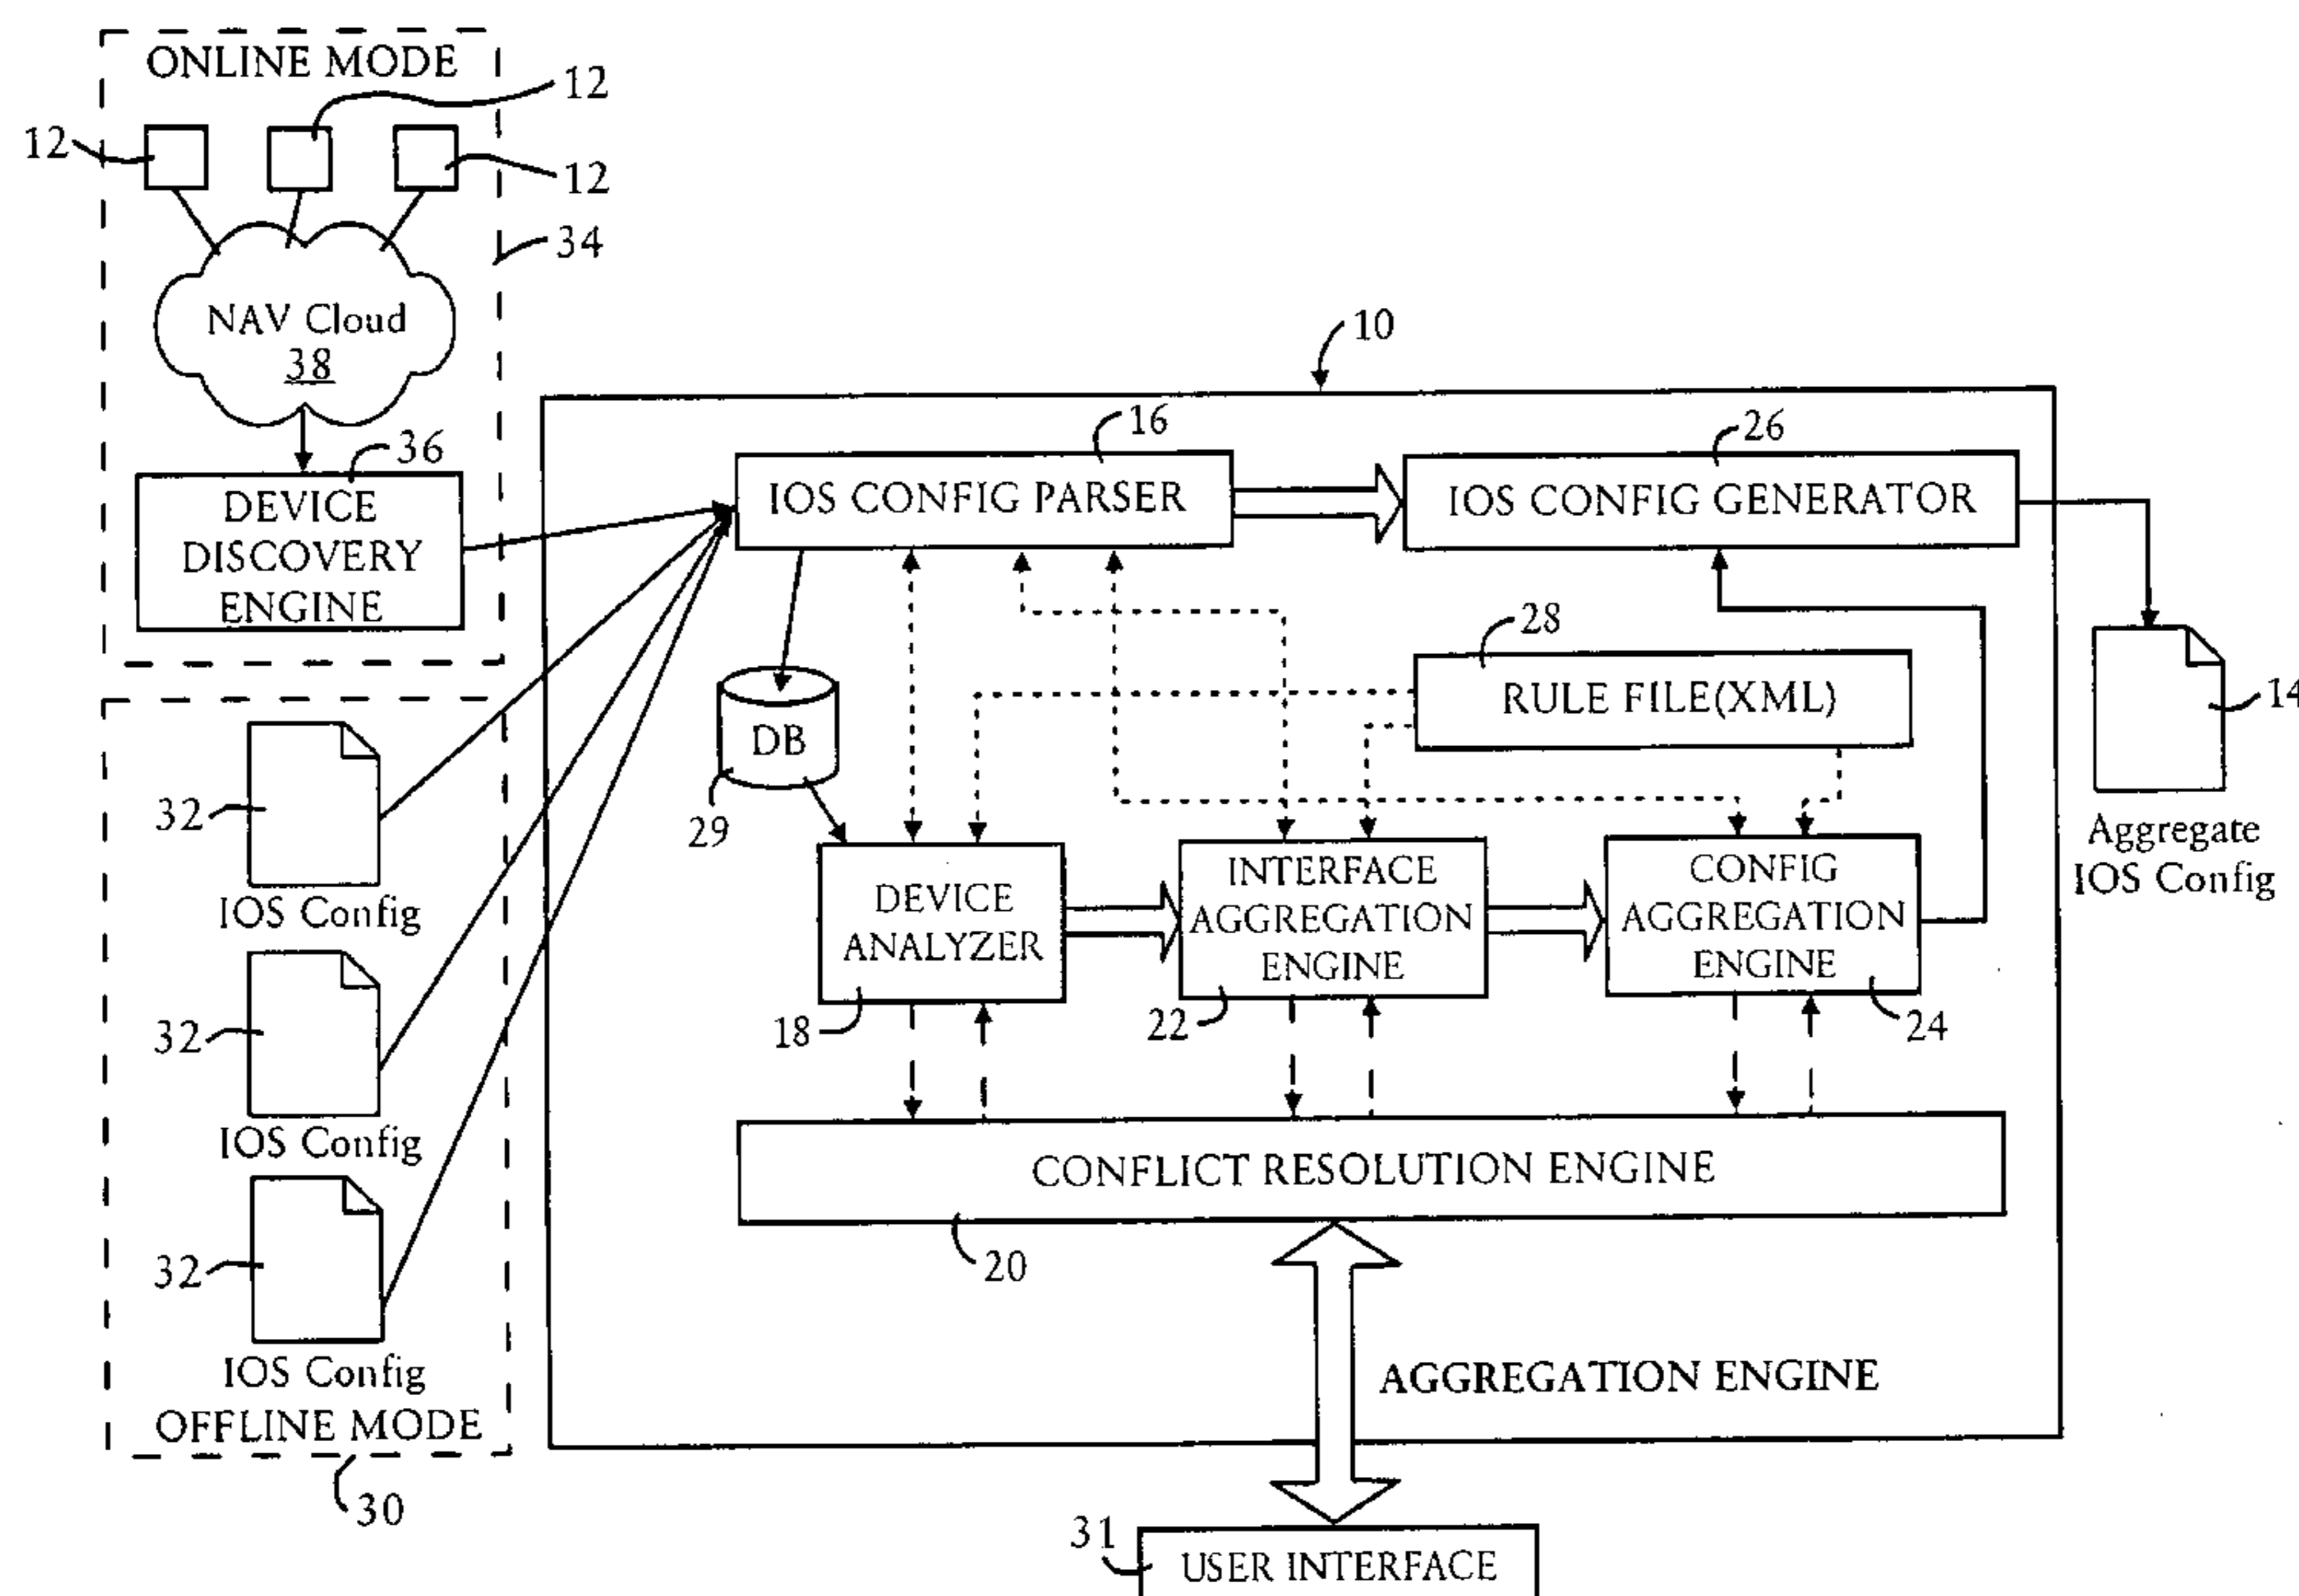 ONLINE MODE
12
12
12
34
NAV Cloud
38
36
DEVICE
DISCOVERY
ENGINE
10
16
IOS CONFIG PARSER
26
IOS CONFIG GENERATOR
28
RULE FILE(XML)
DB
29
14
Aggregate
IOS Config
32
IOS Config
32
IOS Config
32
IOS Config
OFFLINE MODE
30
DEVICE
ANALYZER
18
INTERFACE
AGGREGATION
ENGINE
22
CONFIG
AGGREGATION
ENGINE
24
CONFLICT RESOLUTION ENGINE
20
AGGREGATION ENGINE
31
USER INTERFACE